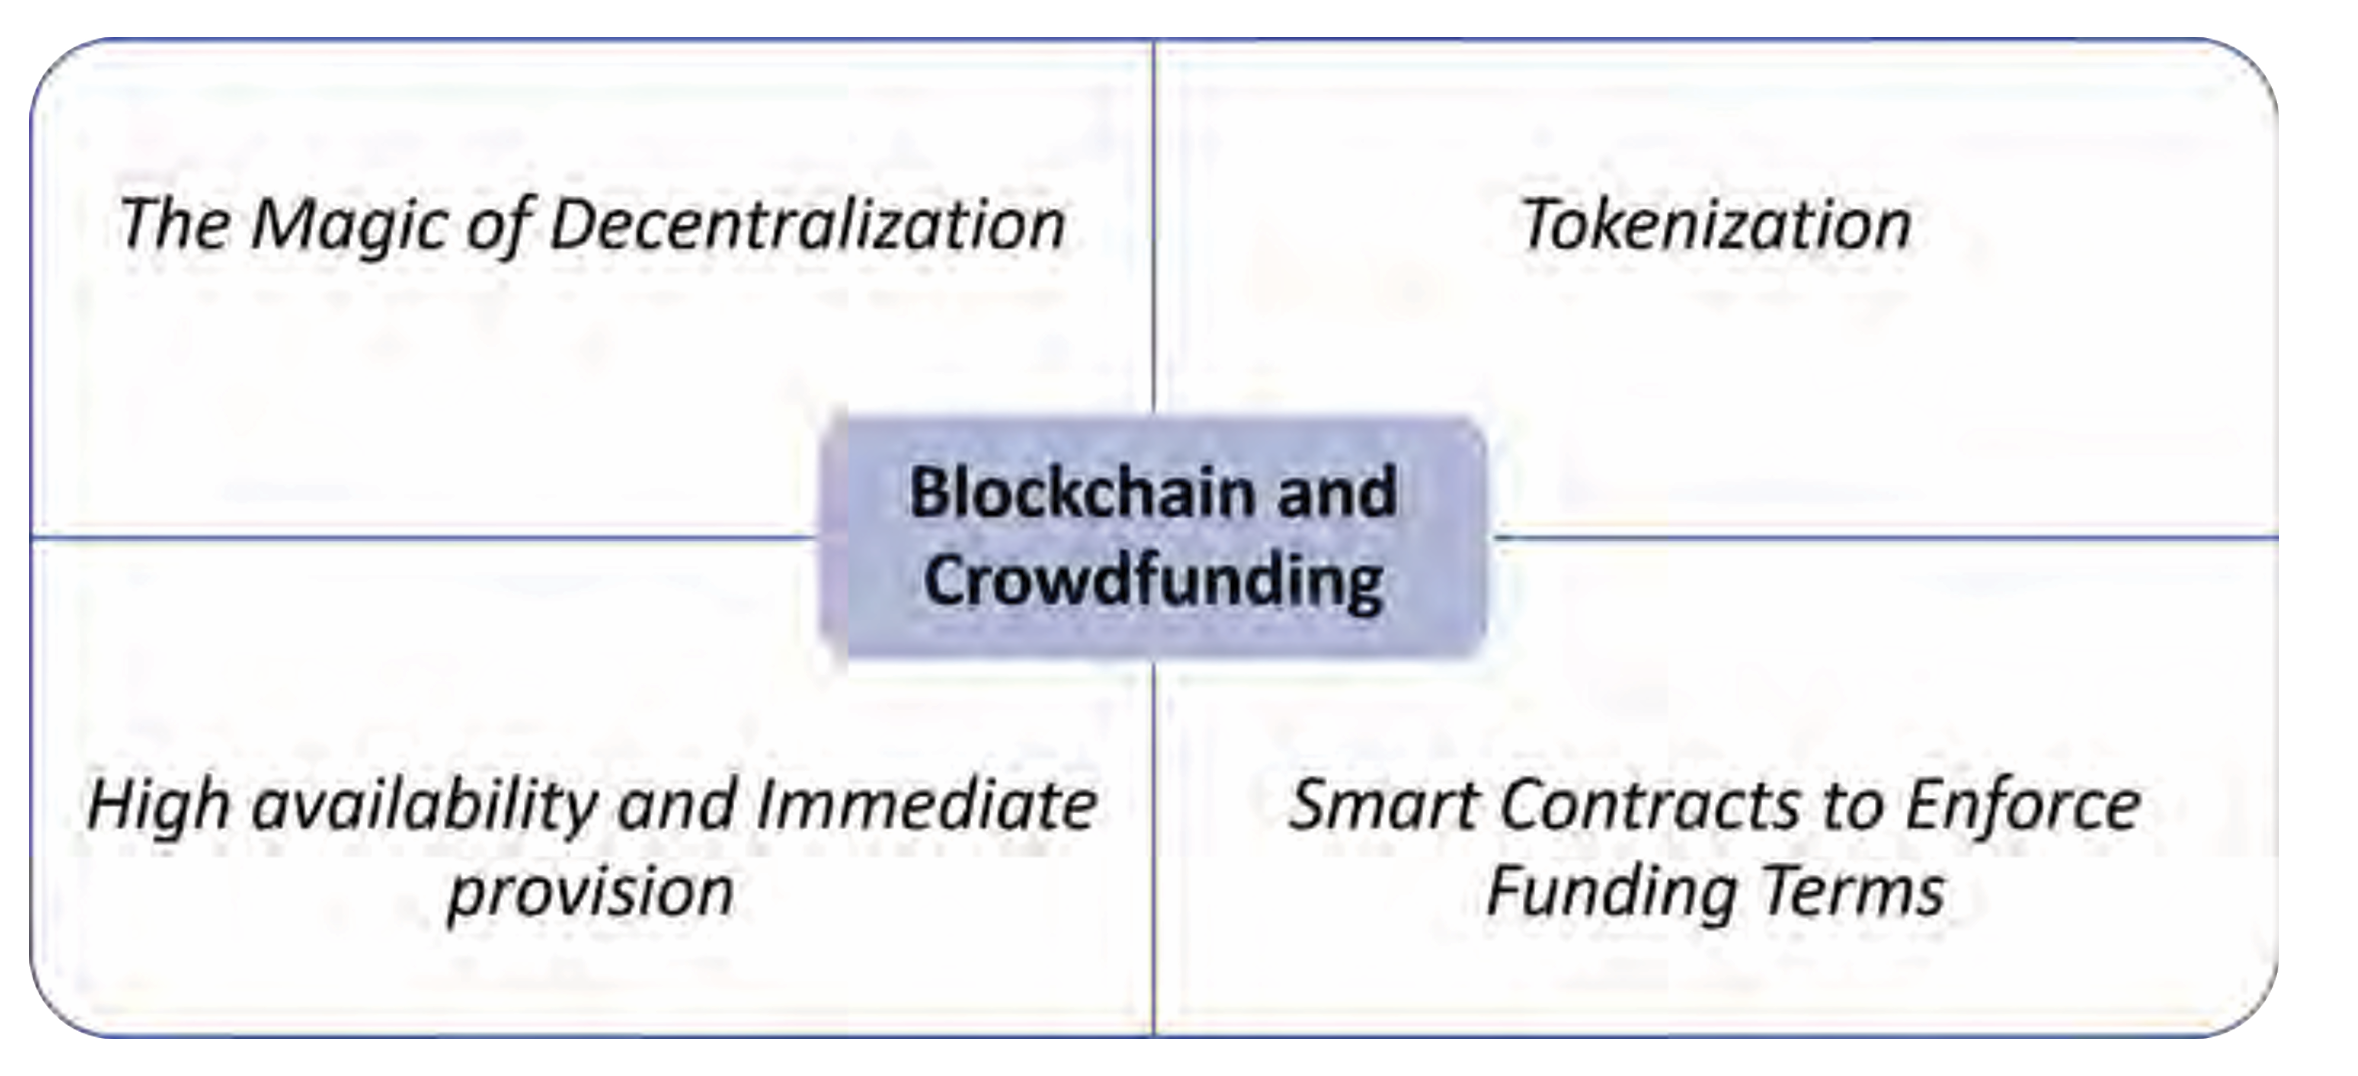 The Magic of Decentralization
Tokenization
Blockchain and
Crowdfunding
High availability and Immediate
provision
Smart Contracts to Enforce
Funding Terms